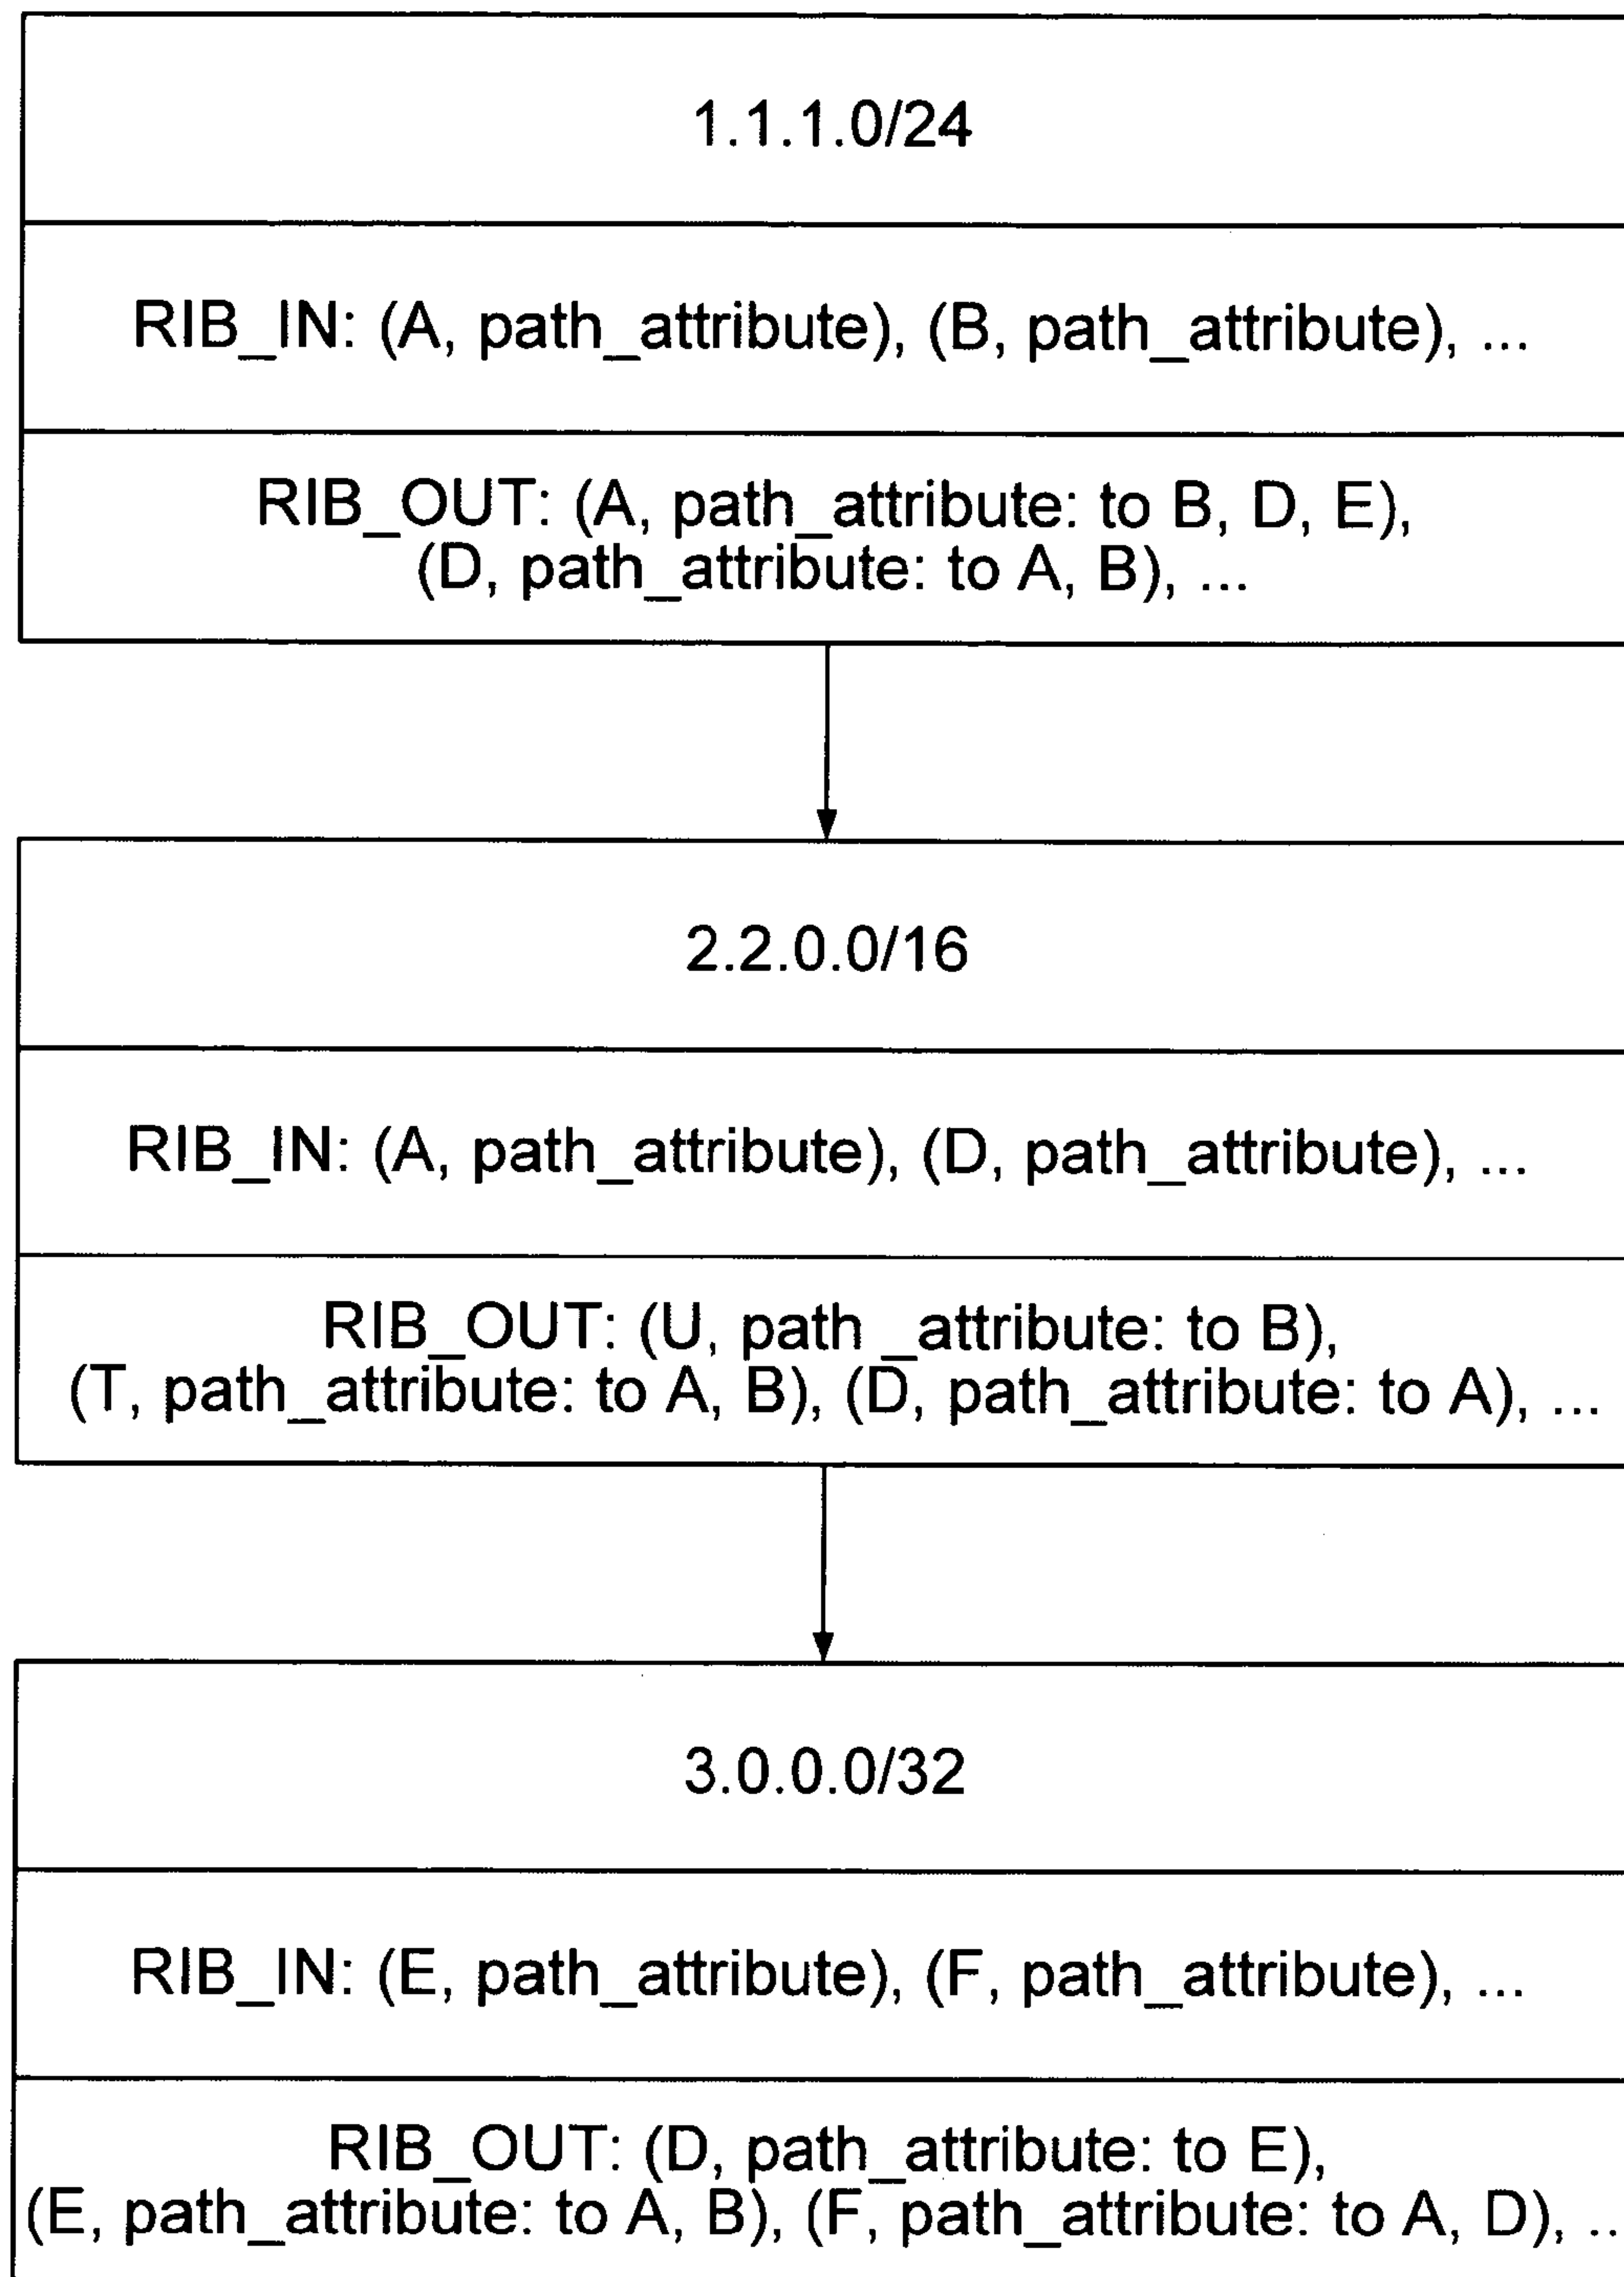 1.1.1.0/24
RIB_IN: (A, path_attribute), (B, path_attribute), ...
RIB_OUT: (A, path_attribute: to B, D, E),
(D, path_attribute: to A, B), ...
2.2.0.0/16
RIB_IN: (A, path_attribute), (D, path_attribute), ...
RIB_OUT: (U, path _attribute: to B),
(T, path_attribute: to A, B), (D, path_attribute: to A), ...
3.0.0.0/32
RIB_IN: (E, path_attribute), (F, path_attribute), ...
RIB_OUT: (D, path_attribute: to E),
(E, path_attribute: to A, B), (F, path_attribute: to A, D), ..